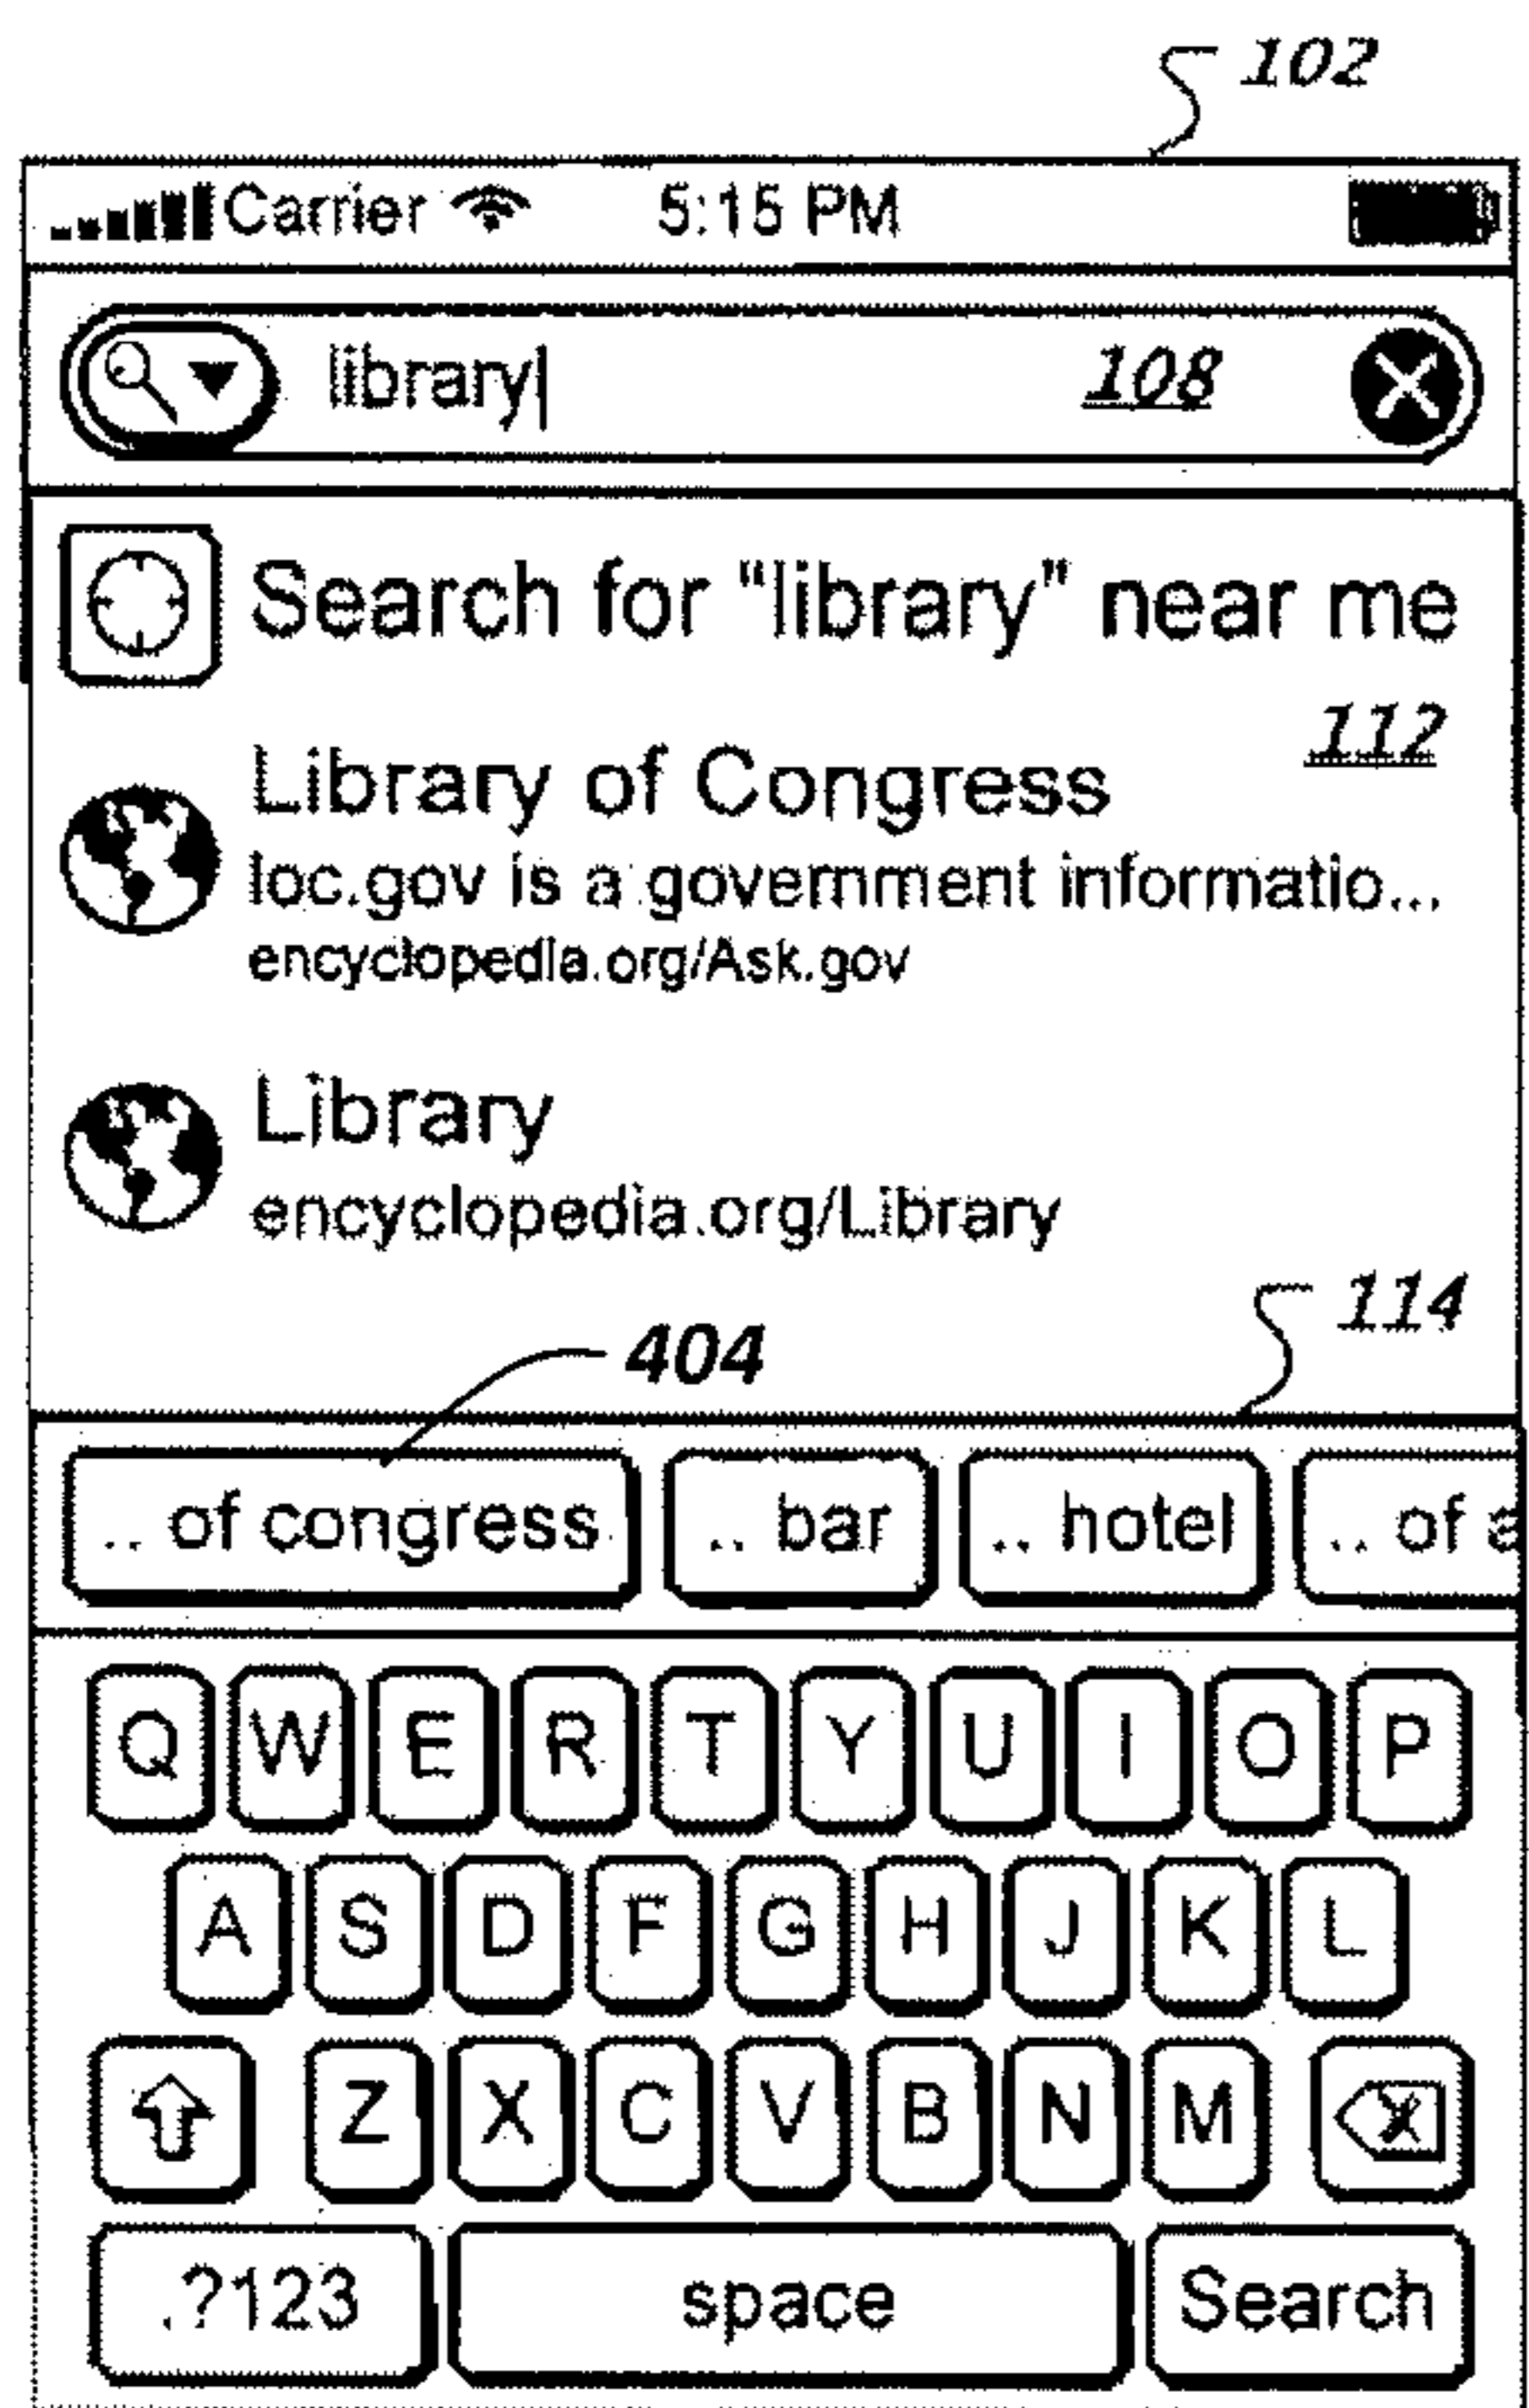 102
Carrier 5:15 PM
library 108
Search for "library" near me
112
Library of Congress
loc.gov is a government informatio...
encyclopedia.org/Ask.gov
Library
encyclopedia.org/Library
114
404
.. of congress .. bar .. hotel .. of a
Q W E R T Y U I O P
A S D F G H J K L
Z X C V B N M X
.?123 space Search